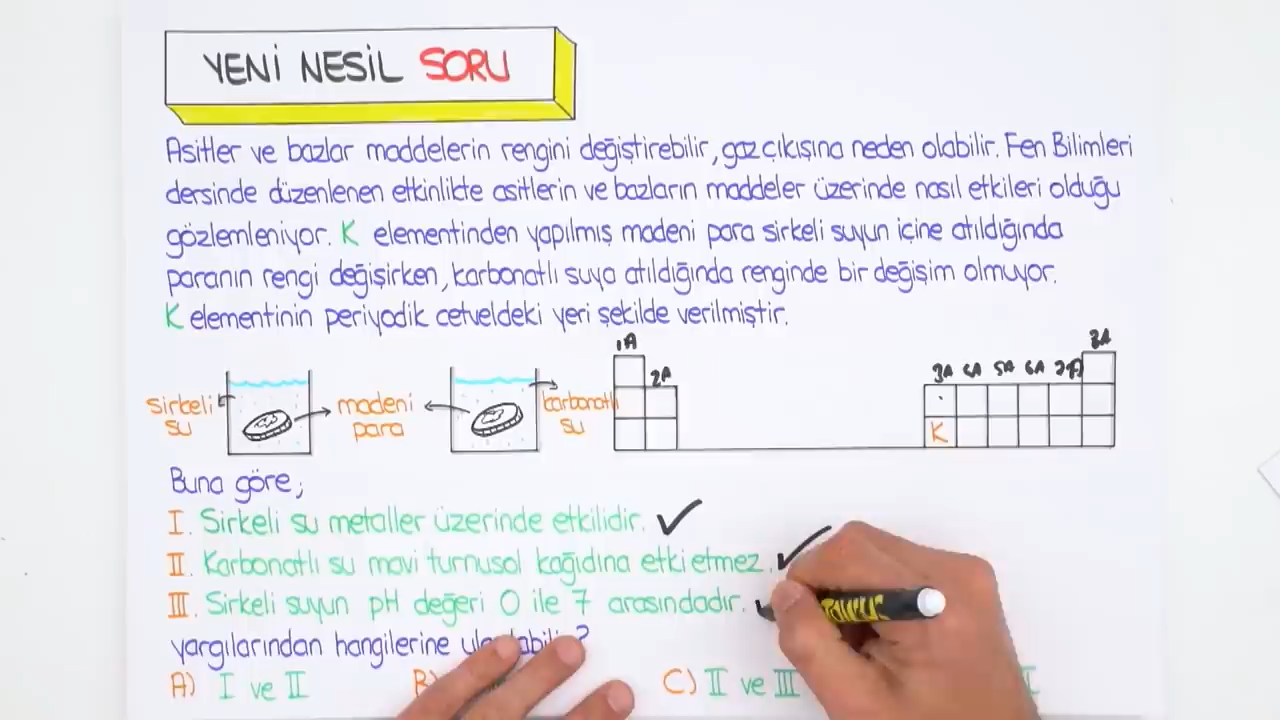 YENİ NESİL SORU
Asitler ve bazlar maddelerin rengini değiştirebilir, gaz çıkışına neden olabilir. Fen Bilimleri
dersinde düzenlenen etkinlikte asitlerin ve bazların maddeler üzerinde nasıl etkileri olduğu
gözlemleniyor. K elementinden yapılmış madeni para sirkeli suyun içine atıldığında
paranın rengi değişirken, karbonatlı suya atıldığında renginde bir değişim olmuyor.
K elementinin periyodik cetveldeki yeri şekilde verilmiştir.
1A
2A
3A 4A 5A 6A 7A
8A
K
sirkeli su
madeni para
karbonatlı su
Buna göre;
I. Sirkeli su metaller üzerinde etkilidir.
II. Karbonatlı su mavi turnusol kağıdına etki etmez.
III. Sirkeli suyun pH değeri 0 ile 7 arasındadır.
yargılarından hangilerine
A) I ve II
B)
C) II ve III